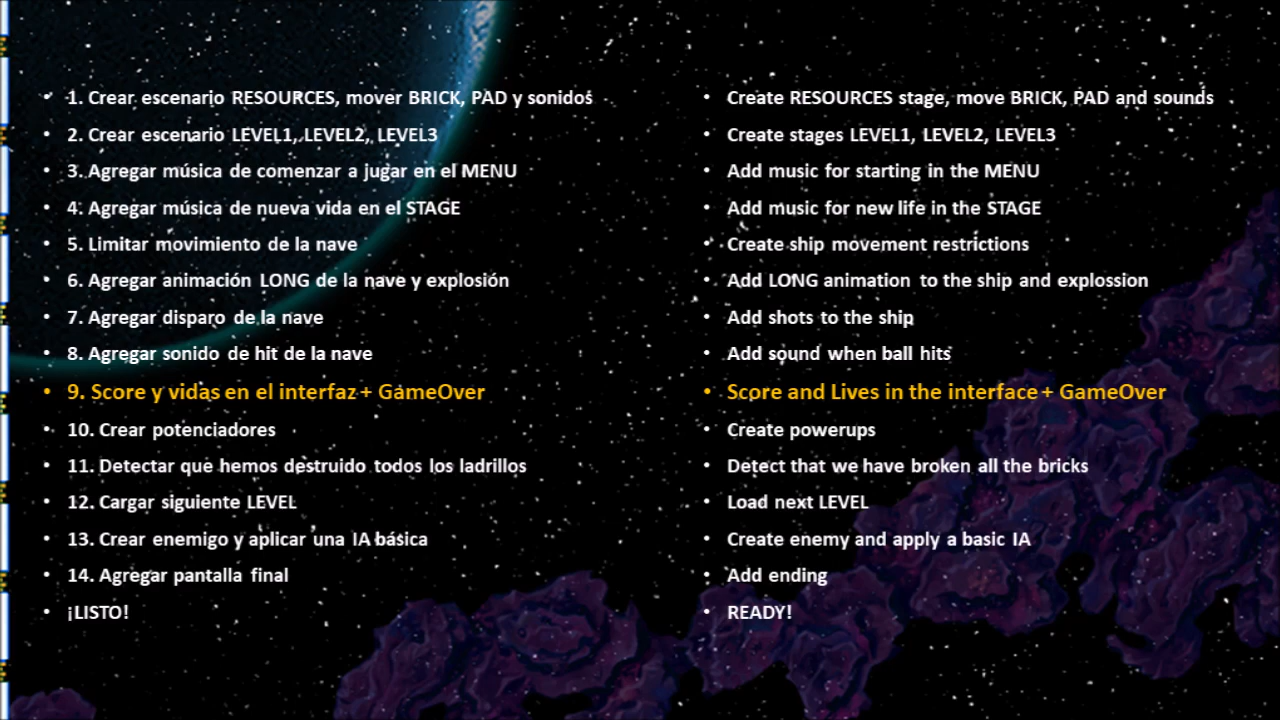 • 1. Crear escenario RESOURCES, mover BRICK, PAD y sonidos
• 2. Crear escenario LEVEL1, LEVEL2, LEVEL3
• 3. Agregar música de comenzar a jugar en el MENU
• 4. Agregar música de nueva vida en el STAGE
• 5. Limitar movimiento de la nave
• 6. Agregar animación LONG de la nave y explosión
• 7. Agregar disparo de la nave
• 8. Agregar sonido de hit de la nave
• 9. Score y vidas en el interfaz + GameOver
• 10. Crear potenciadores
• 11. Detectar que hemos destruido todos los ladrillos
• 12. Cargar siguiente LEVEL
• 13. Crear enemigo y aplicar una IA básica
• 14. Agregar pantalla final
• ¡LISTO!
• Create RESOURCES stage, move BRICK, PAD and sounds
• Create stages LEVEL1, LEVEL2, LEVEL3
• Add music for starting in the MENU
• Add music for new life in the STAGE
• Create ship movement restrictions
• Add LONG animation to the ship and explossion
• Add shots to the ship
• Add sound when ball hits
• Score and Lives in the interface + GameOver
• Create powerups
• Detect that we have broken all the bricks
• Load next LEVEL
• Create enemy and apply a basic IA
• Add ending
• READY!